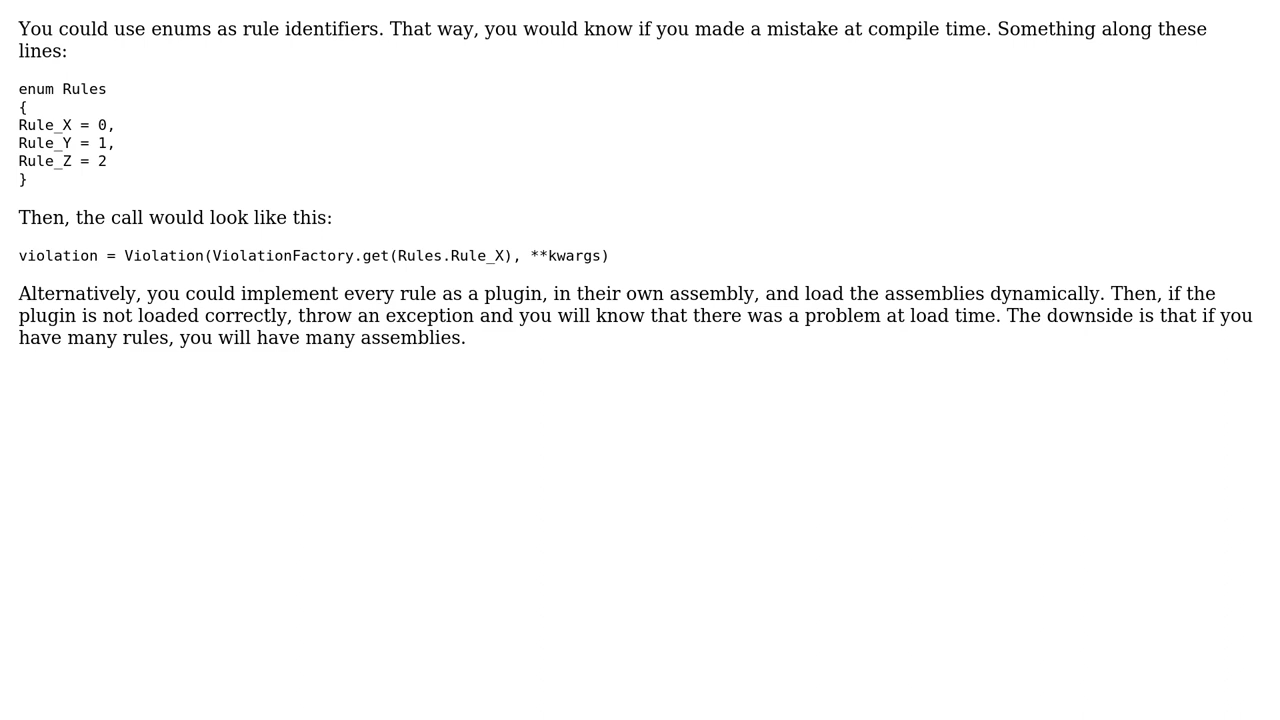 You could use enums as rule identifiers. That way, you would know if you made a mistake at compile time. Something along these
lines:
enum Rules
{
Rule_X = 0,
Rule_Y = 1,
Rule_Z = 2
}
Then, the call would look like this:
violation = Violation(ViolationFactory.get(Rules.Rule_X), **kwargs)
Alternatively, you could implement every rule as a plugin, in their own assembly, and load the assemblies dynamically. Then, if the
plugin is not loaded correctly, throw an exception and you will know that there was a problem at load time. The downside is that if you
have many rules, you will have many assemblies.